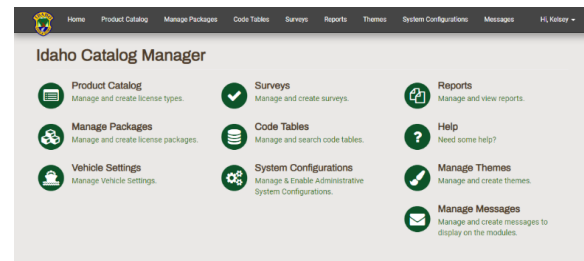 Home Product Catalog Manage Packages Code Tables Surveys Reports Themes System Configurations Messages Hi, Kelsey
Idaho Catalog Manager
Product Catalog
Manage and create license types.
Surveys
Manage and create surveys.
Reports
Manage and view reports.
Manage Packages
Manage and create license packages.
Code Tables
Manage and search code tables.
Help
Need some help?
Vehicle Settings
Manage Vehicle Settings.
System Configurations
Manage & Enable Administrative
System Configurations.
Manage Themes
Manage and create themes.
Manage Messages
Manage and create messages to
display on the modules.